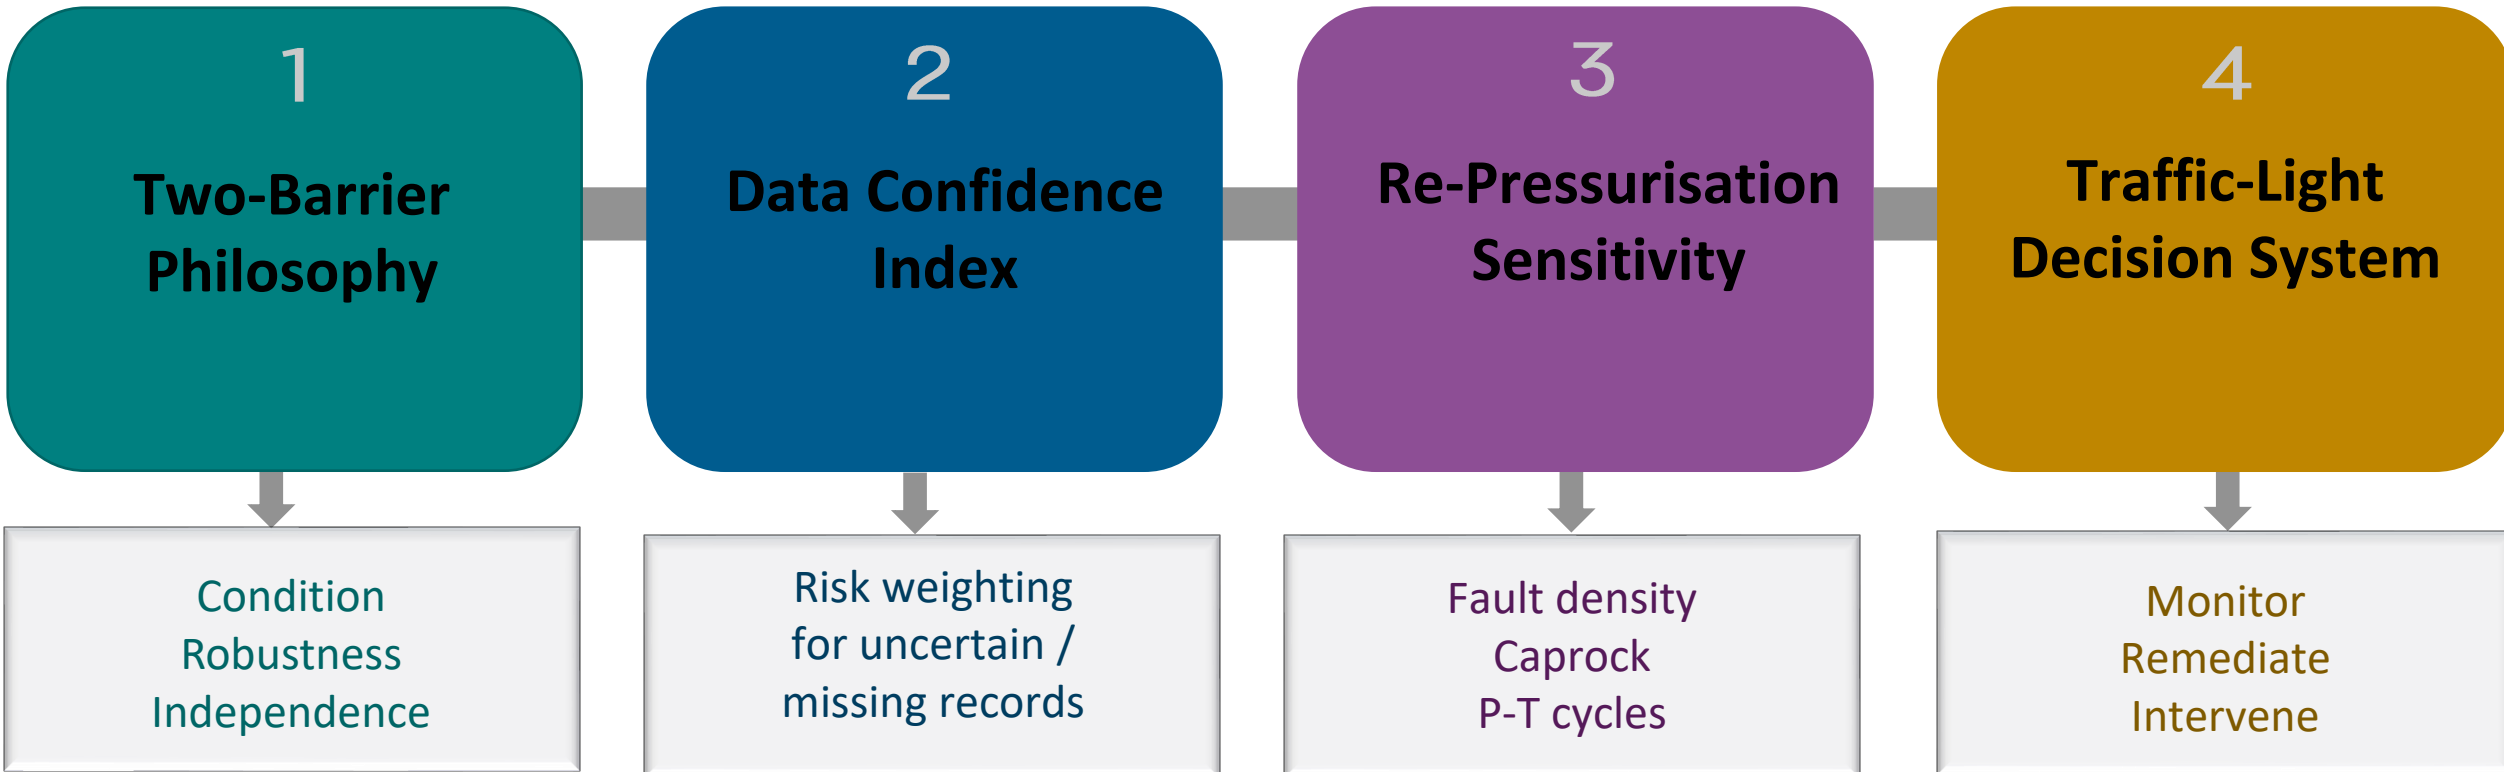 1
Two-Barrier
Philosophy
Condition
Robustness
Independence
2
Data Confidence
Index
Risk weighting
for uncertain /
missing records
3
Re-Pressurisation
Sensitivity
Fault density
Caprock
P-T cycles
4
Traffic-Light
Decision System
Monitor
Remediate
Intervene